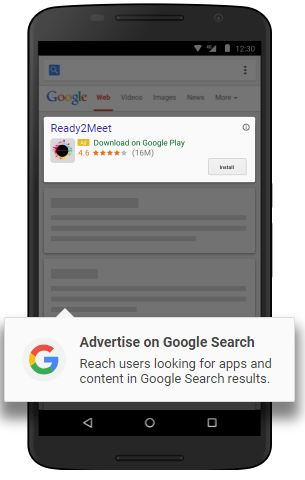 12:30
Google Web Videos Images News More
Ready2Meet
Ad Download on Google Play
4.6 ★★★★★ (16M)
Install
Advertise on Google Search
Reach users looking for apps and
content in Google Search results.